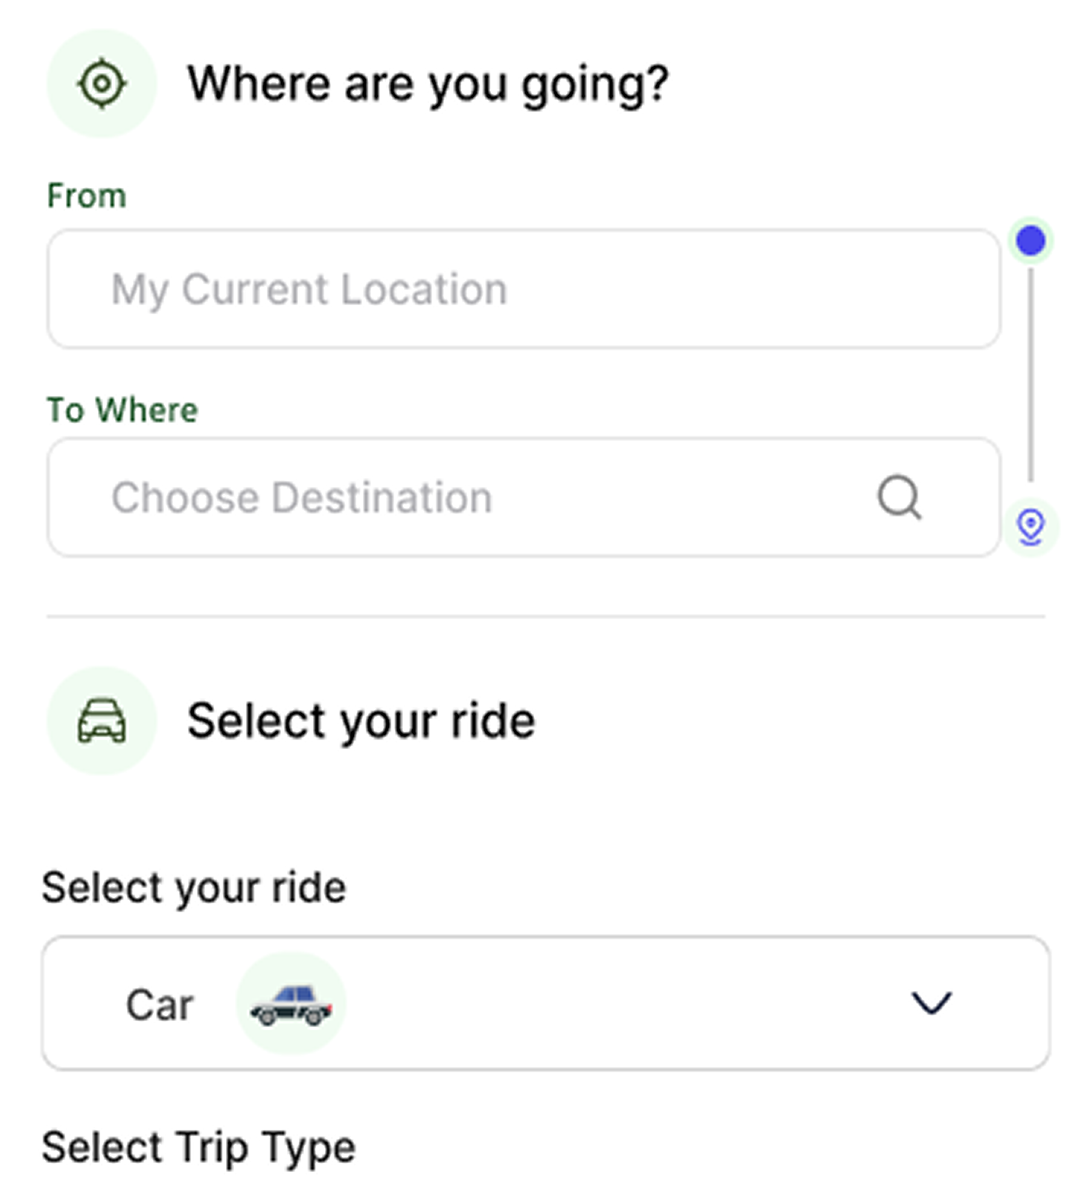 Where are you going?
From
My Current Location
To Where
Choose Destination
Select your ride
Select your ride
Car
Select Trip Type